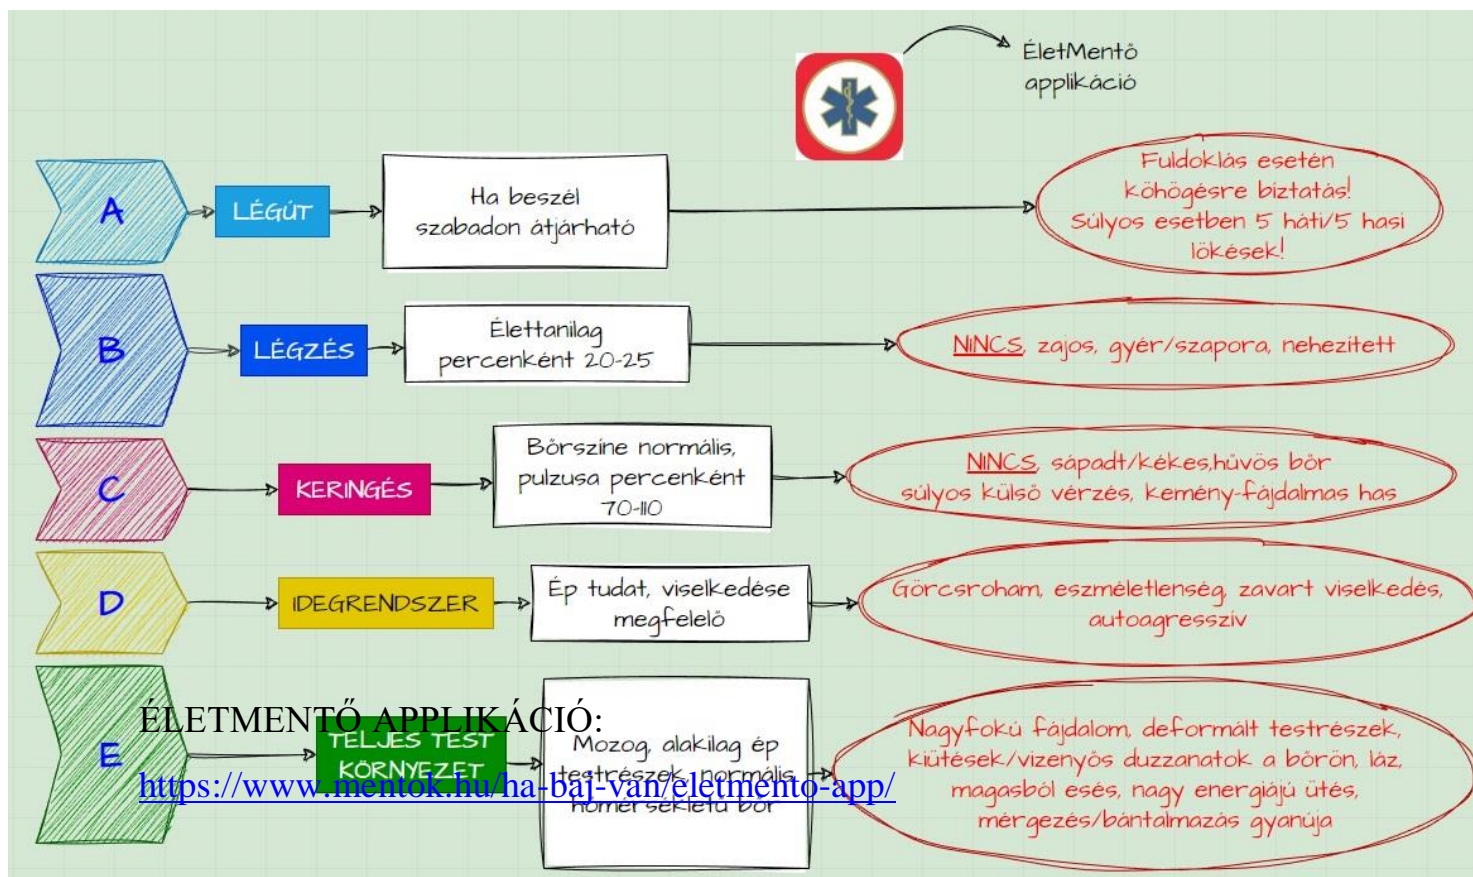 ÉletMentő
applikáció
A
LÉGÚT
Ha beszél
szabadon átjárható
Fuldoklás esetén
köhögésre biztatás!
Súlyos esetben 5 háti/5 hasi
lökések!
B
LÉGZÉS
Élettanilag
percenként 20-25
NINCS, zajos, gyér/szapora, nehezített
C
KERINGÉS
Bőrszíne normális,
pulzusa percenként
70-110
NINCS, sápadt/kékes,hűvös bőr
súlyos külső vérzés, kemény-fájdalmas has
D
IDEGRENDSZER
Ép tudat, viselkedése
megfelelő
Görcsroham, eszméletlenség, zavart viselkedés,
autoagresszív
E
TELJES TEST
KÖRNYEZET
Mozog, alakilag ép
testrészek, normális
hőmérsékletű bőr
Nagyfokú fájdalom, deformált testrészek,
kiütések/vizenyős duzzanatok a bőrön, láz,
magasból esés, nagy energiájú ütés,
mérgezés/bántalmazás gyanúja
ÉLETMENTŐ APPLIKÁCIÓ:
https://www.mentok.hu/ha-baj-van/eletmento-app/